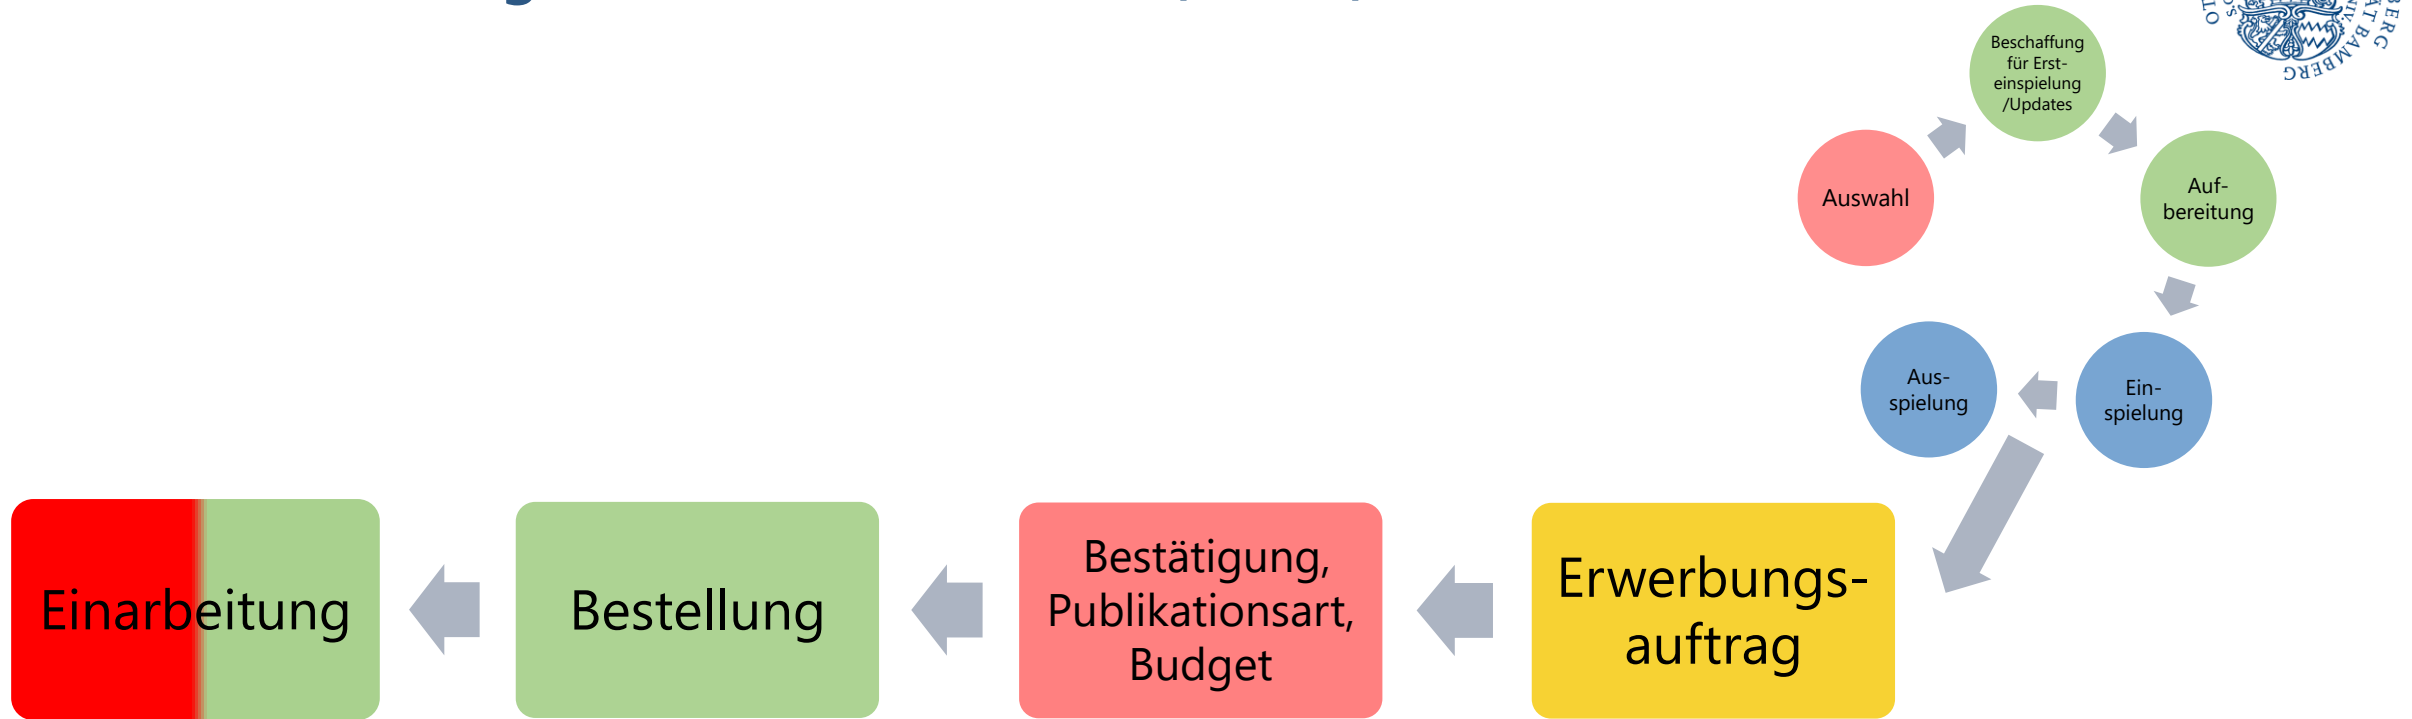 Beschaffung
für Erst-
einspielung
/Updates
Auswahl
Auf-
bereitung
Ein-
spielung
Aus-
spielung
Erwerbungs-
auftrag
Bestätigung,
Publikationsart,
Budget
Bestellung
Einarbeitung
BAMBERG